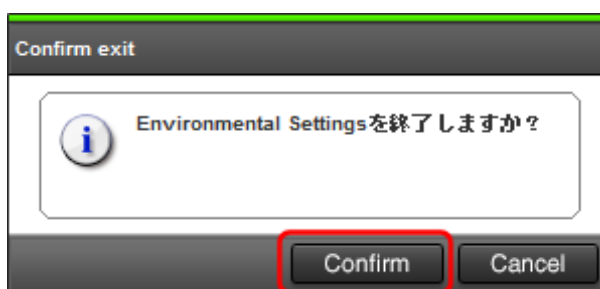 Confirm exit
Environmental Settingsを終了しますか？
Confirm
Cancel